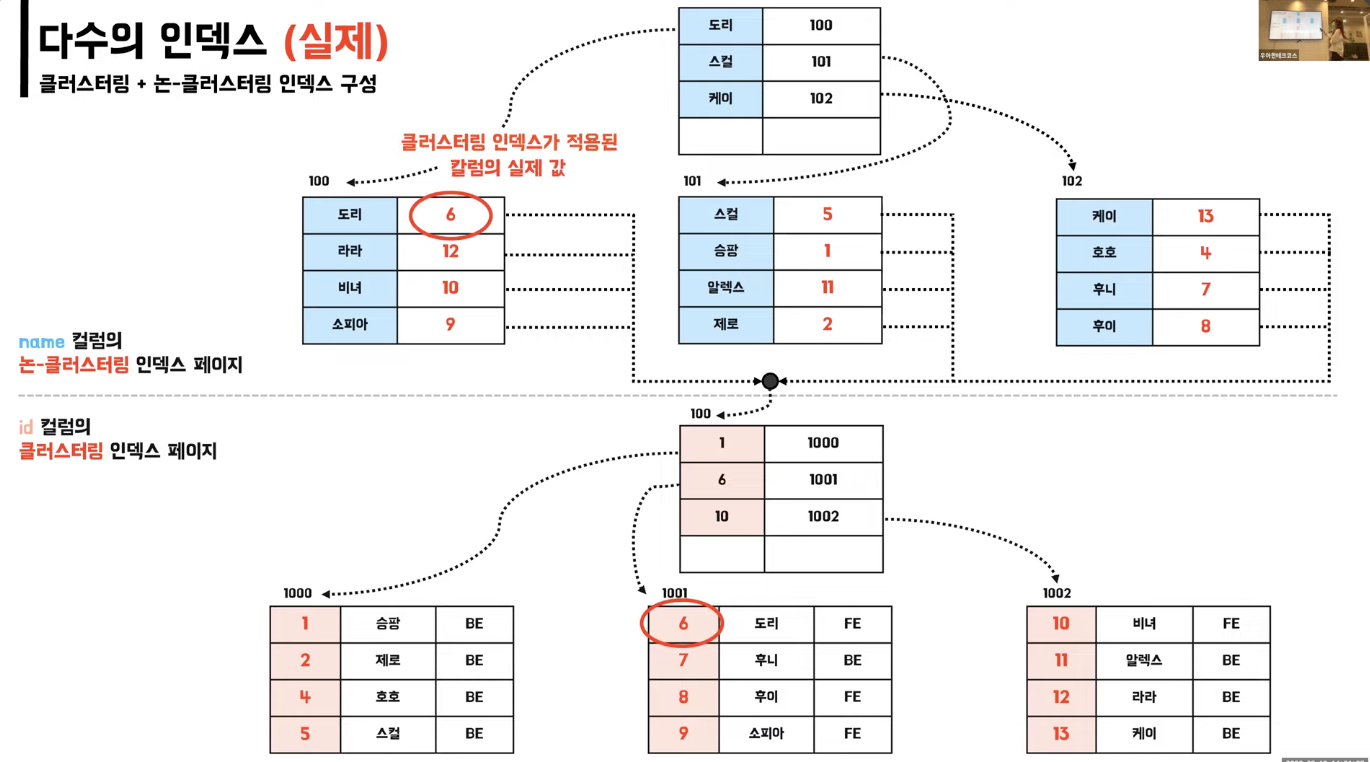 다수의 인덱스 (실제)
클러스터링 + 논-클러스터링 인덱스 구성
우아한테크코스
도리 100
스컬 101
케이 102
클러스터링 인덱스가 적용된
칼럼의 실제 값
100
도리 6
라라 12
비녀 10
소피아 9
101
스컬 5
승팡 1
알렉스 11
제로 2
102
케이 13
호호 4
후니 7
후이 8
name 컬럼의
논-클러스터링 인덱스 페이지
id 컬럼의
클러스터링 인덱스 페이지
100
1 1000
6 1001
10 1002
1000
1 승팡 BE
2 제로 BE
4 호호 BE
5 스컬 BE
1001
6 도리 FE
7 후니 BE
8 후이 FE
9 소피아 FE
1002
10 비녀 FE
11 알렉스 BE
12 라라 BE
13 케이 BE